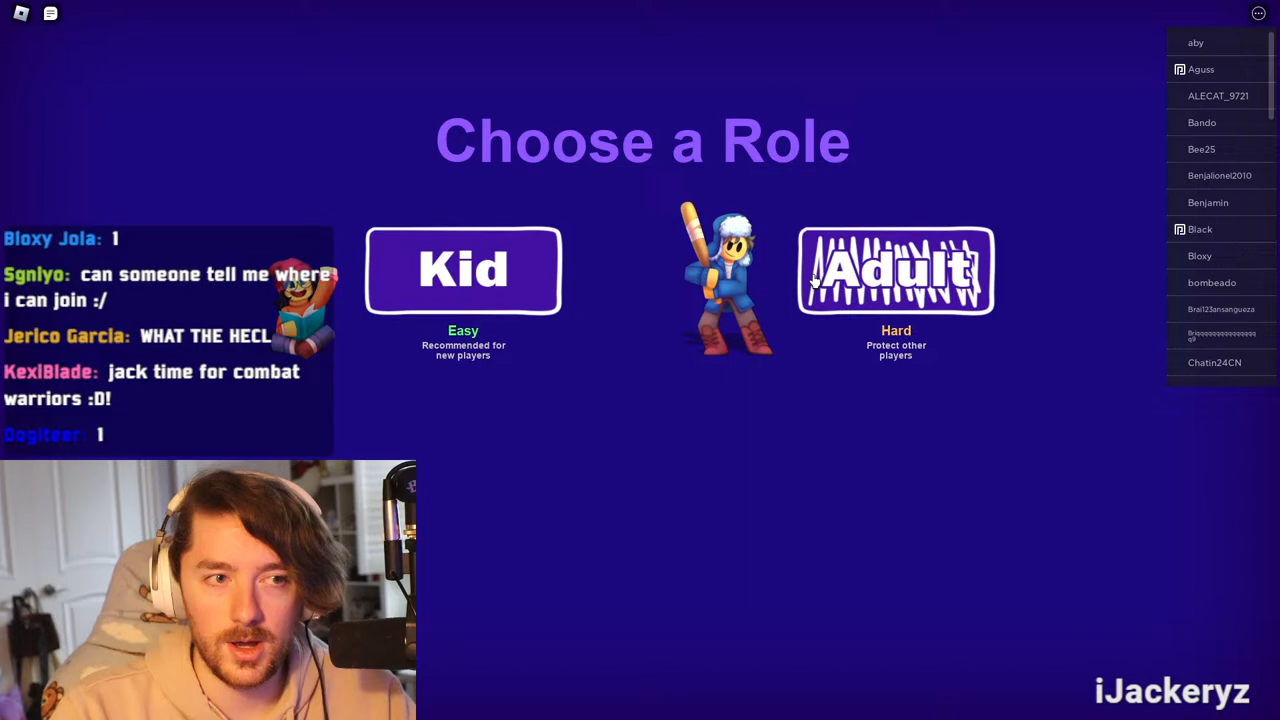 Choose a Role
Kid
Easy
Recommended for
new players
Adult
Hard
Protect other
players
Bloxy Jola: 1
Sgnlyo: can someone tell me where
i can join :/
Jerico Garcia: WHAT THE HECL
KexiBlade: jack time for combat
warriors :D!
Dogiteer: 1
aby
Aguss
ALECAT_9721
Bando
Bee25
Benjalionel2010
Benjamin
Black
Bloxy
bombeado
Brai123ansangueza
Chatin24CN
iJackeryz